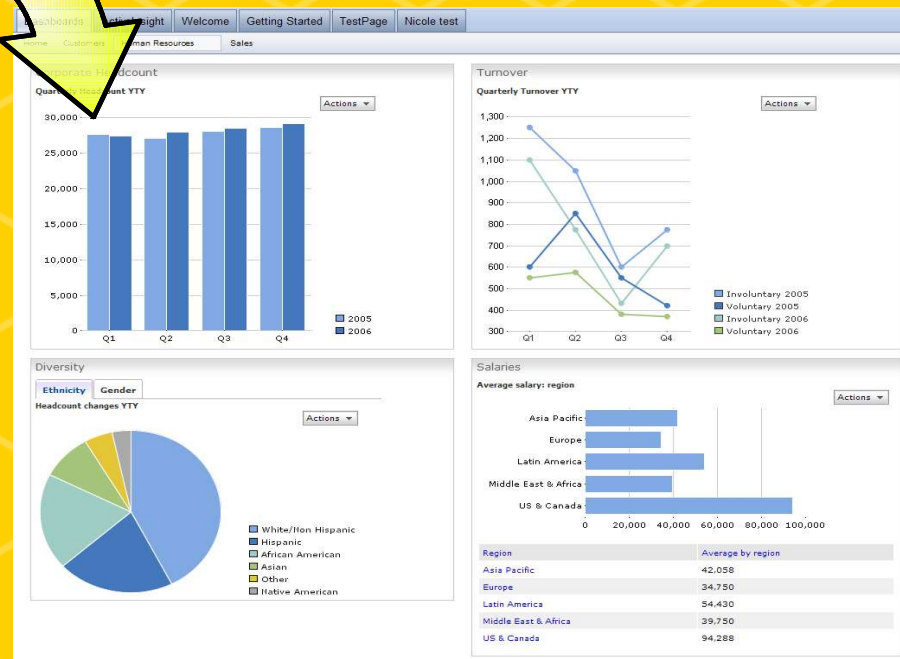 Dashboards ActiveInsight Welcome Getting Started TestPage Nicole test
Home Customers Human Resources Sales
Corporate Headcount
Quarterly Headcount YTY
Actions
30,000
25,000
20,000
15,000
10,000
5,000
0
Q1 Q2 Q3 Q4
2005
2006
Turnover
Quarterly Turnover YTY
Actions
1,300
1,200
1,100
1,000
900
800
700
600
500
400
300
Q1 Q2 Q3 Q4
Involuntary 2005
Voluntary 2005
Involuntary 2006
Voluntary 2006
Diversity
Ethnicity Gender
Headcount changes YTY
Actions
White/Non Hispanic
Hispanic
African American
Asian
Other
Native American
Salaries
Average salary: region
Actions
Asia Pacific
Europe
Latin America
Middle East & Africa
US & Canada
0 20,000 40,000 60,000 80,000 100,000
Region Average by region
Asia Pacific 42,058
Europe 34,750
Latin America 54,430
Middle East & Africa 39,750
US & Canada 94,288